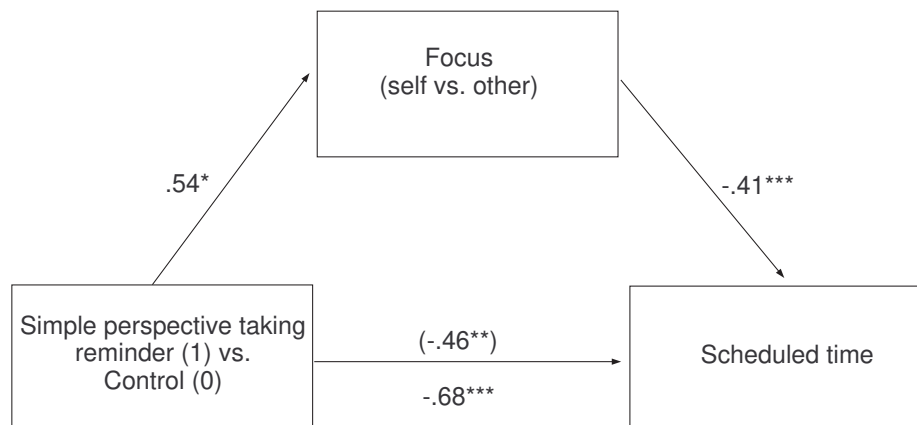 Focus
(self vs. other)
.54*
-.41***
Simple perspective taking
reminder (1) vs.
Control (0)
(-.46**)
-.68***
Scheduled time